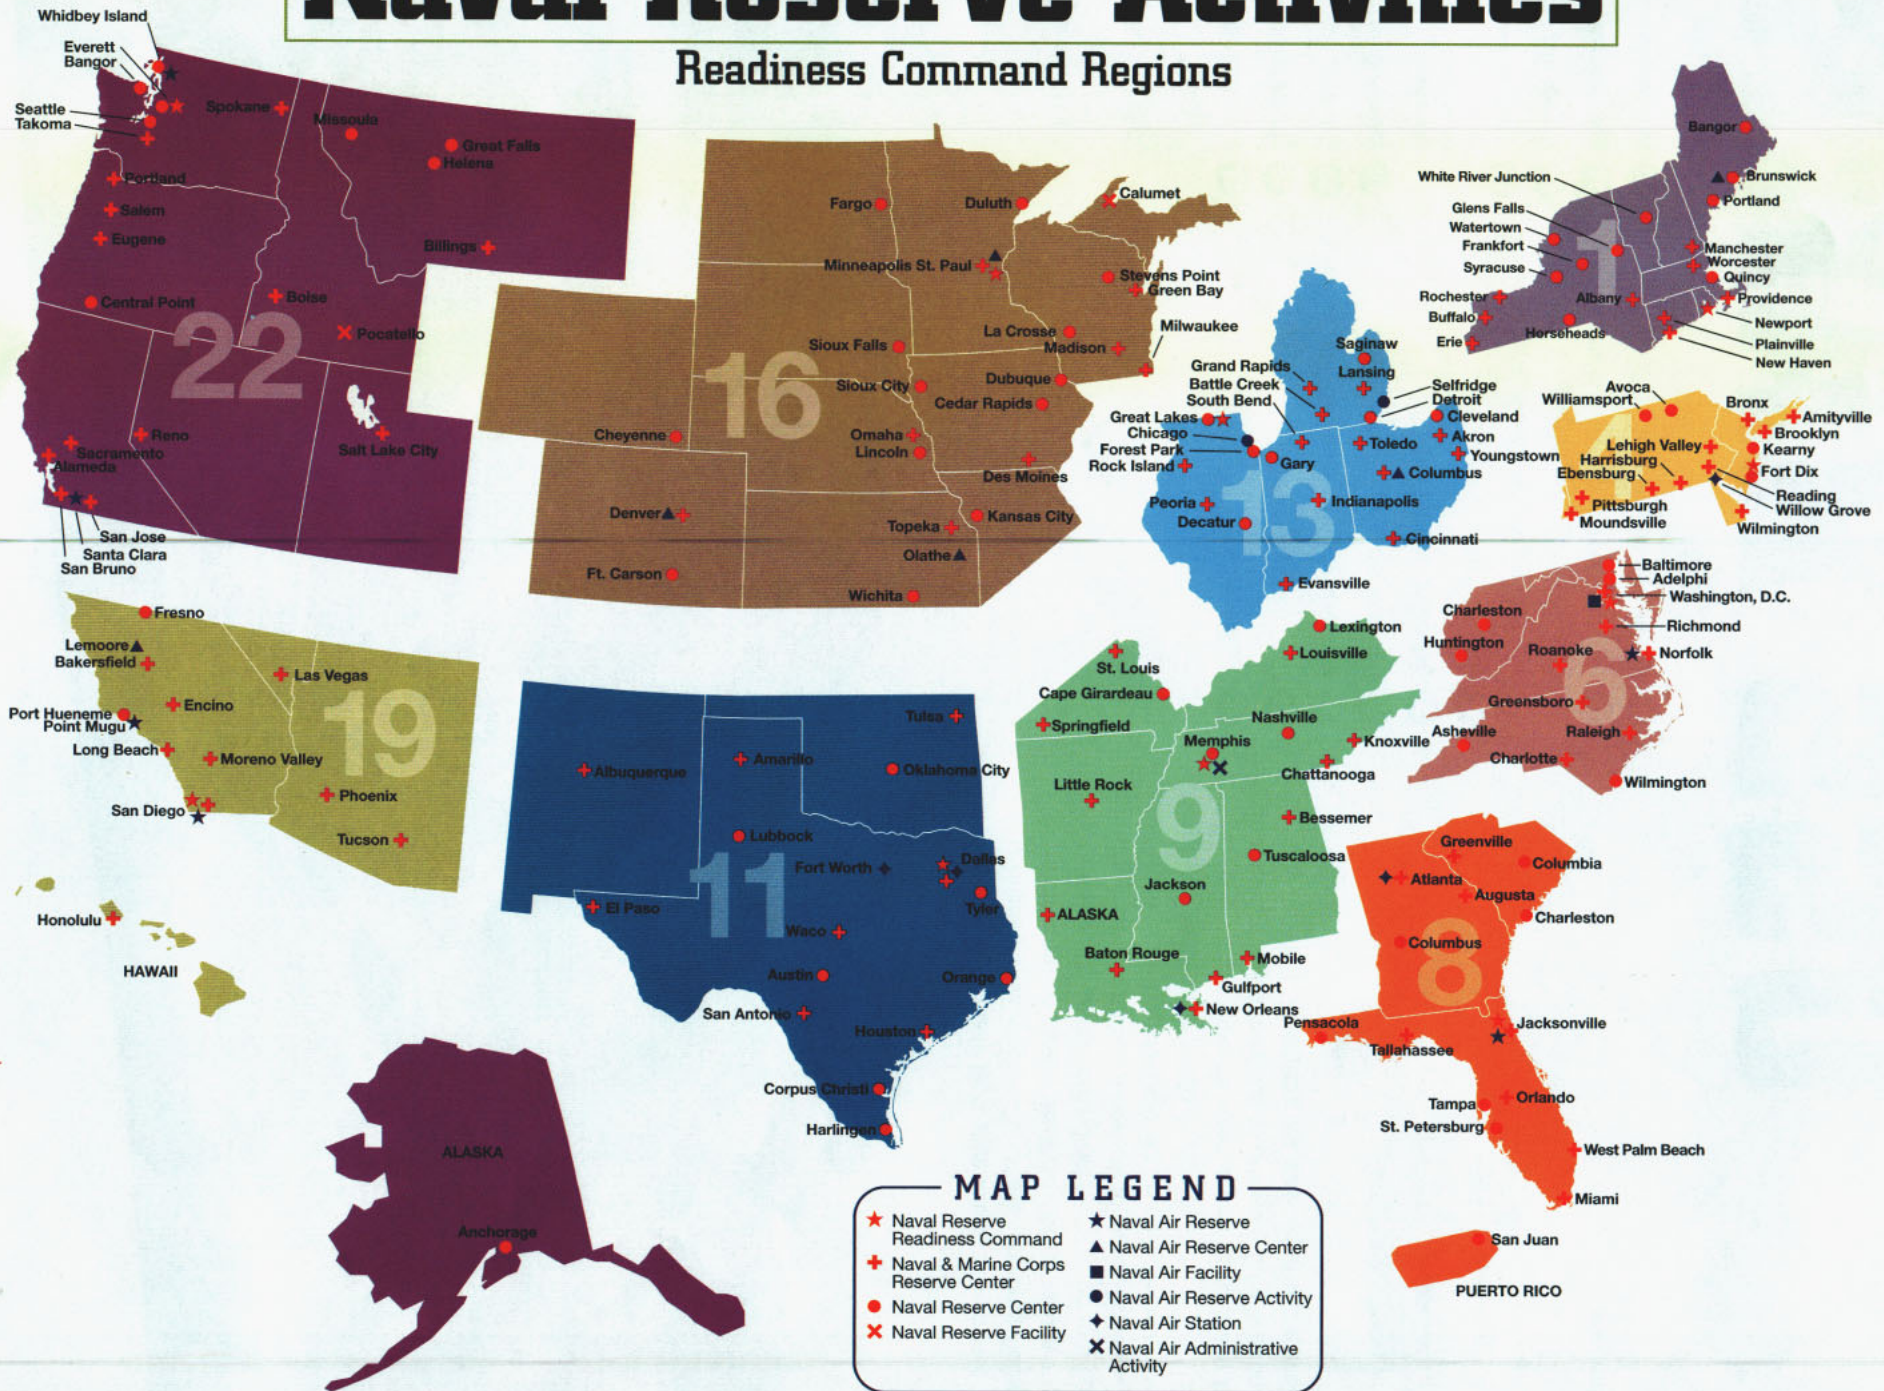 Naval Reserve Activities
Readiness Command Regions
Whidbey Island
Everett
Bangor
Seattle
Takoma
Spokane
Missoula
Great Falls
Helena
Portland
Salem
Eugene
Billings
Central Point
Boise
Pocatello
22
Reno
Sacramento
Alameda
Salt Lake City
San Jose
Santa Clara
San Bruno
Fargo
Duluth
Calumet
Minneapolis St. Paul
Stevens Point
Green Bay
La Crosse
Milwaukee
Madison
Sioux Falls
16
Sioux City
Dubuque
Cedar Rapids
Cheyenne
Omaha
Lincoln
Des Moines
Denver
Kansas City
Topeka
Olathe
Ft. Carson
Wichita
Bangor
White River Junction
Brunswick
Portland
Glens Falls
Watertown
Frankfort
Syracuse
1
Manchester
Worcester
Quincy
Rochester
Albany
Providence
Buffalo
Newport
Horseheads
Erie
Plainville
New Haven
Saginaw
Grand Rapids
Lansing
Battle Creek
Selfridge
South Bend
Detroit
Great Lakes
Cleveland
Chicago
Akron
Forest Park
Toledo
Youngstown
Rock Island
Gary
Columbus
13
Peoria
Indianapolis
Decatur
Cincinnati
Evansville
Avoca
Williamsport
Bronx
Amityville
Brooklyn
Lehigh Valley
Kearny
4
Harrisburg
Ebensburg
Fort Dix
Reading
Pittsburgh
Willow Grove
Moundsville
Wilmington
Baltimore
Adelphi
Washington, D.C.
Charleston
Richmond
Huntington
Roanoke
Norfolk
6
Greensboro
Asheville
Raleigh
Charlotte
Wilmington
Fresno
Lemoore
Bakersfield
Las Vegas
Encino
Port Hueneme
Point Mugu
19
Long Beach
Moreno Valley
Phoenix
San Diego
Tucson
Honolulu
HAWAII
Tulsa
Amarillo
Albuquerque
Oklahoma City
Lubbock
Fort Worth
Dallas
11
El Paso
Tyler
Waco
Austin
Orange
San Antonio
Houston
Corpus Christi
Harlingen
Lexington
Louisville
St. Louis
Cape Girardeau
Nashville
Springfield
Memphis
Knoxville
Chattanooga
Little Rock
9
Bessemer
Tuscaloosa
Jackson
ALASKA
Baton Rouge
Mobile
Gulfport
New Orleans
Greenville
Columbia
Atlanta
Augusta
Charleston
Columbus
8
Pensacola
Jacksonville
Tallahassee
Orlando
Tampa
St. Petersburg
West Palm Beach
Miami
San Juan
PUERTO RICO
ALASKA
Anchorage
MAP LEGEND
Naval Reserve
Readiness Command
Naval & Marine Corps
Reserve Center
Naval Reserve Center
Naval Reserve Facility
Naval Air Reserve
Naval Air Reserve Center
Naval Air Facility
Naval Air Reserve Activity
Naval Air Station
Naval Air Administrative
Activity